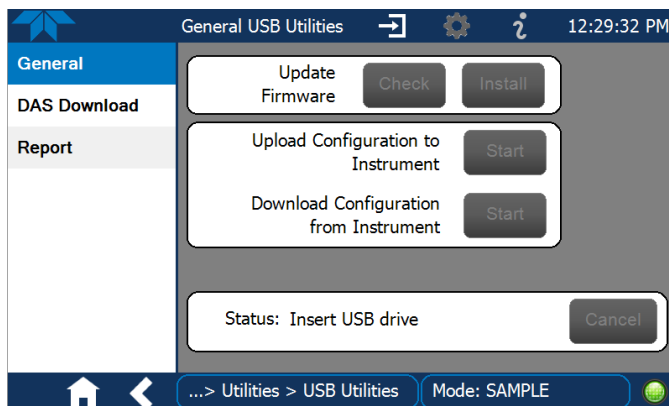 General USB Utilities 12:29:32 PM
General
DAS Download
Report
Update
Firmware
Check
Install
Upload Configuration to
Instrument
Start
Download Configuration
from Instrument
Start
Status: Insert USB drive
Cancel
...> Utilities > USB Utilities
Mode: SAMPLE